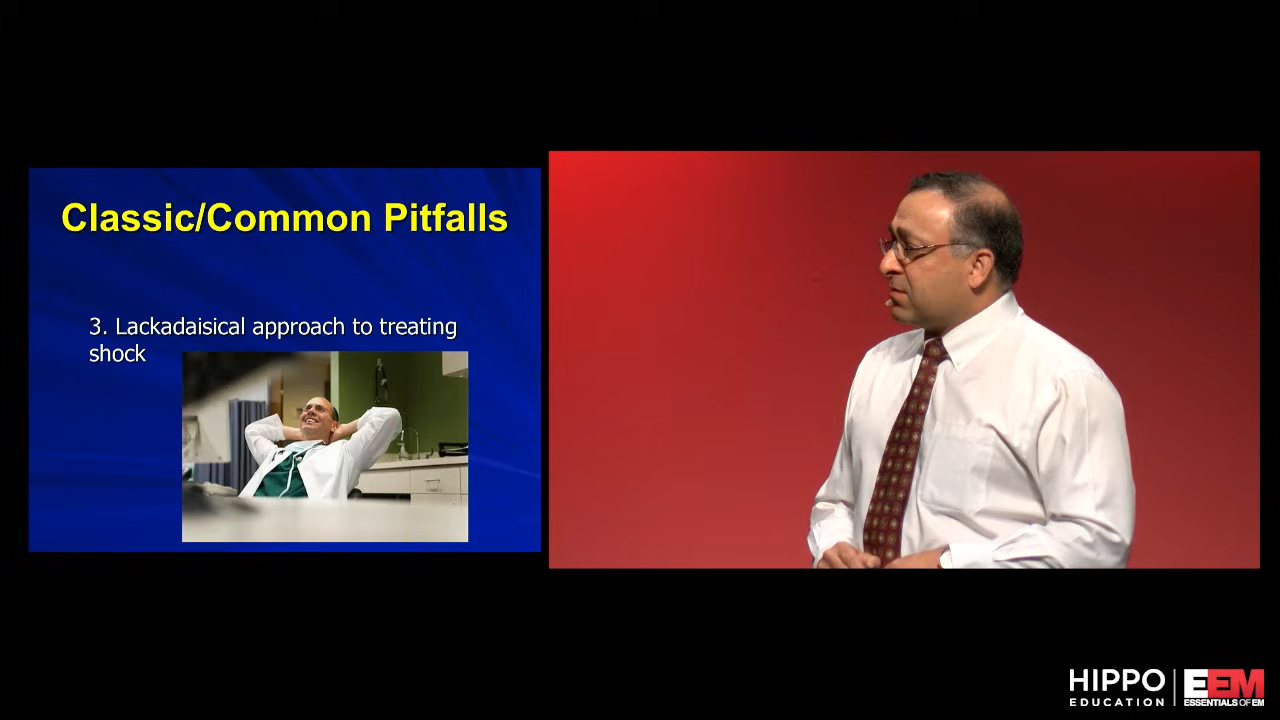 Classic/Common Pitfalls
3. Lackadaisical approach to treating
shock
HIPPO
EDUCATION
EEM
ESSENTIALS OF EM